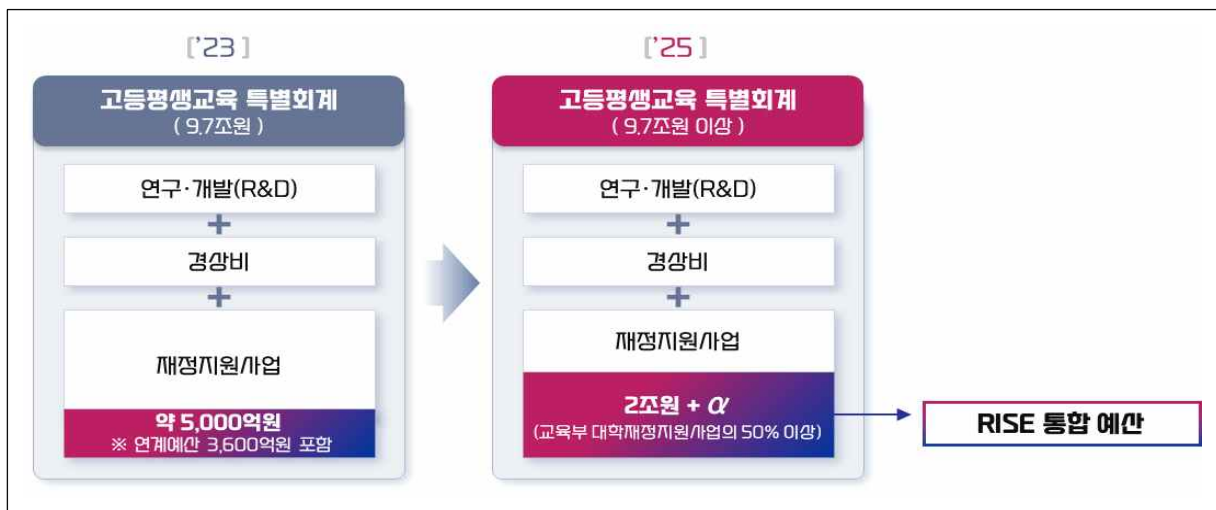 ['23]
고등평생교육 특별회계
( 9.7조원 )
연구·개발(R&D)
+
경상비
+
재정지원사업
약 5,000억원
※ 연계예산 3,600억원 포함
['25]
고등평생교육 특별회계
( 9.7조원 이상 )
연구·개발(R&D)
+
경상비
+
재정지원사업
2조원 + α
(교육부 대학재정지원사업의 50% 이상)
RISE 통합 예산